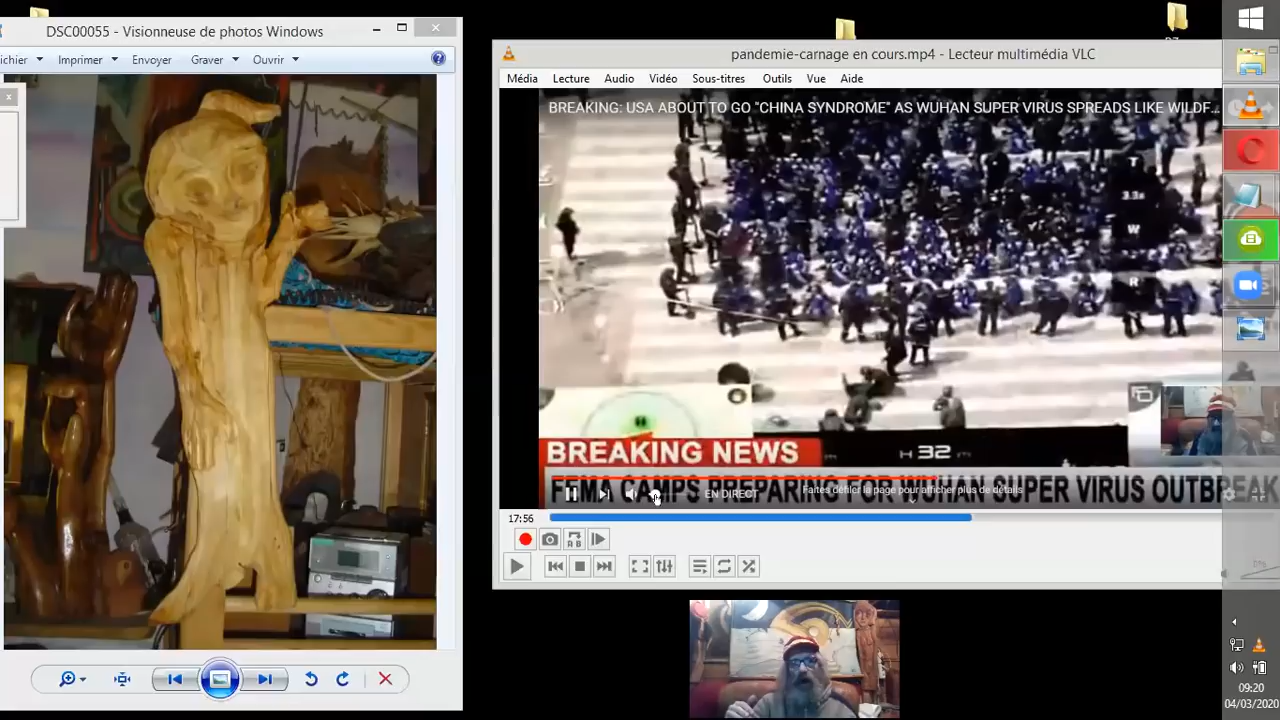 DSC00055 - Visionneuse de photos Windows
ichier Imprimer Envoyer Graver Ouvrir
pandemie-carnage en cours.mp4 - Lecteur multimédia VLC
Média Lecture Audio Vidéo Sous-titres Outils Vue Aide
BREAKING: USA ABOUT TO GO "CHINA SYNDROME" AS WUHAN SUPER VIRUS SPREADS LIKE WILDF...
T
W
R
BREAKING NEWS
H 32
FEMA CAMPS PREPARING FOR WUHAN SUPER VIRUS OUTBREAK
EN DIRECT
Faites défiler la page pour afficher plus de détails
17:56
09:20
04/03/2020